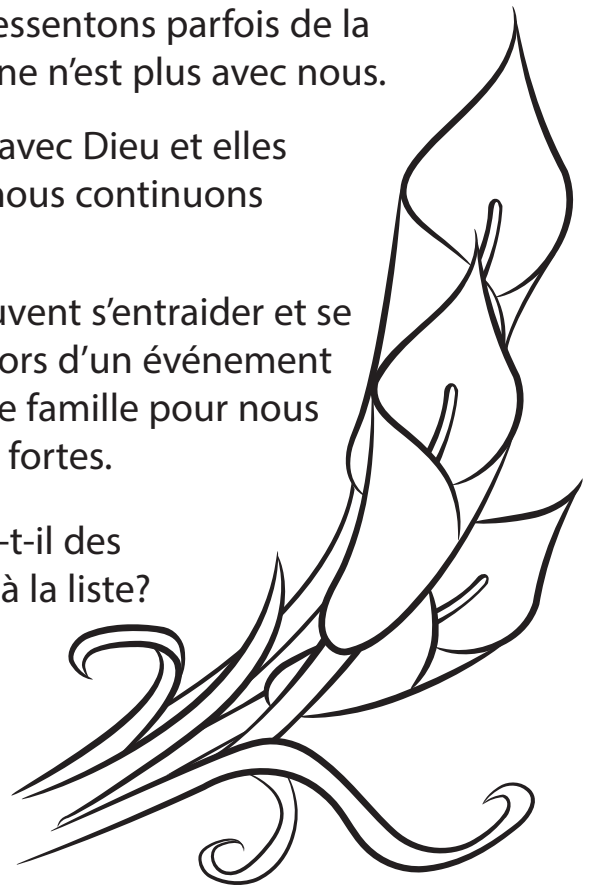 essentons parfois de la
ne n'est plus avec nous.
avec Dieu et elles
nous continuons
uvent s'entraider et se
ors d'un événement
e famille pour nous
fortes.
-t-il des
à la liste?